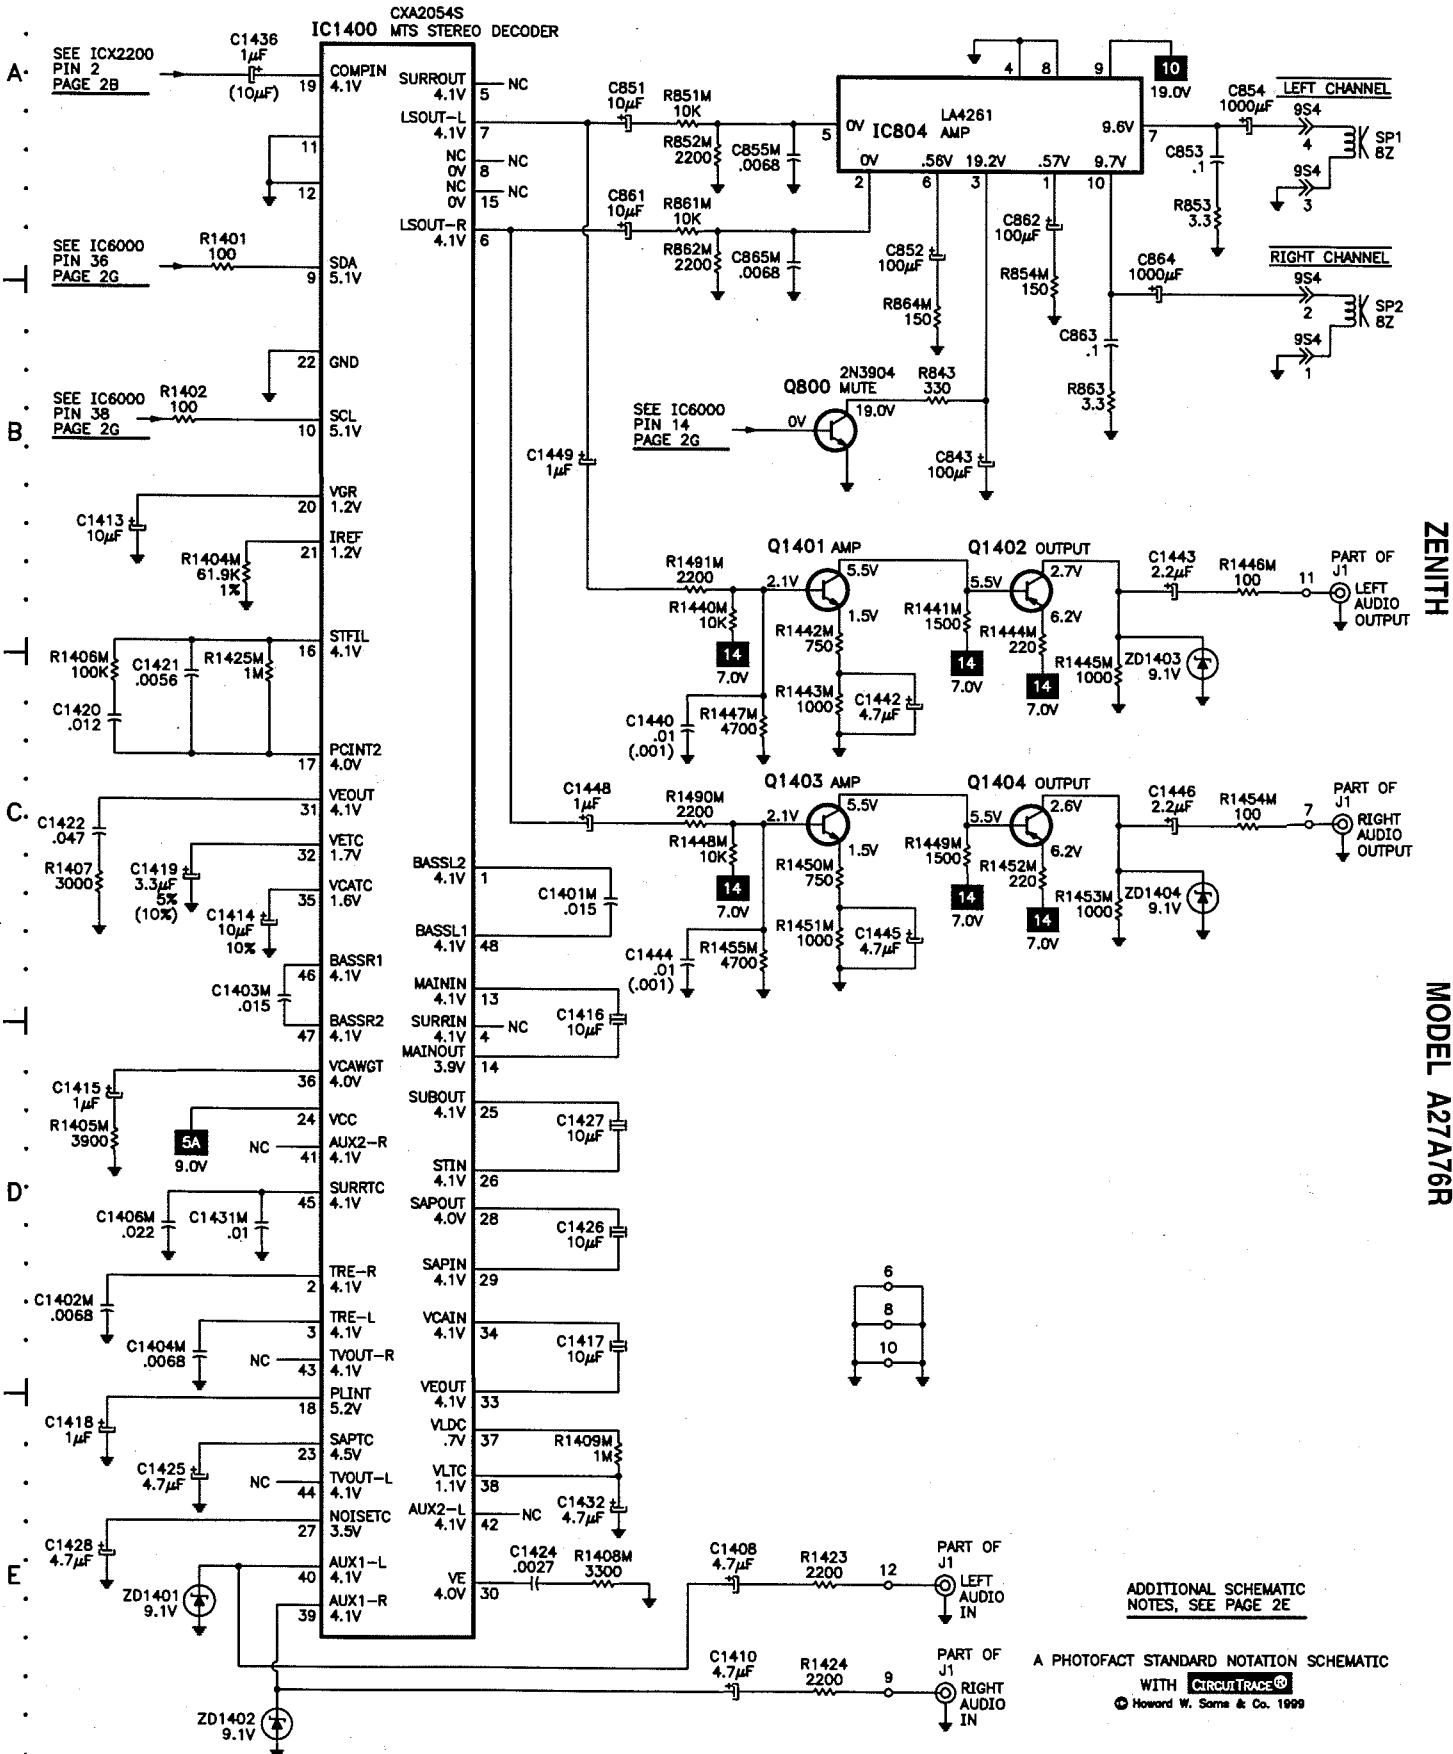 CXA2054S
IC1400 MTS STEREO DECODER
A
SEE ICX2200
PIN 2
PAGE 2B
C1436
1µF
(10µF)
19
COMPIN
4.1V
11
12
SEE IC6000
PIN 36
PAGE 2G
R1401
100
9
SDA
5.1V
22
GND
B
SEE IC6000
PIN 38
PAGE 2G
R1402
100
10
SCL
5.1V
C1413
10µF
20
VGR
1.2V
R1404M
61.9K
1%
21
IREF
1.2V
16
STFIL
4.1V
R1406M
100K
C1421
.0056
R1425M
1M
C1420
.012
17
PCINT2
4.0V
C
31
VEOUT
4.1V
C1422
.047
R1407
3000
32
VETC
1.7V
C1419
3.3µF
5%
(10%)
35
VCATC
1.6V
C1414
10µF
10%
46
BASSR1
4.1V
C1403M
.015
47
BASSR2
4.1V
36
VCAWGT
4.0V
C1415
1µF
R1405M
3900
24
VCC
5A
9.0V
NC
41
AUX2-R
4.1V
D
45
SURRTC
4.1V
C1406M
.022
C1431M
.01
2
TRE-R
4.1V
C1402M
.0068
3
TRE-L
4.1V
C1404M
.0068
NC
43
TVOUT-R
4.1V
18
PLINT
5.2V
C1418
1µF
23
SAPTC
4.5V
C1425
4.7µF
NC
44
TVOUT-L
4.1V
27
NOISETC
3.5V
C1428
4.7µF
E
40
AUX1-L
4.1V
ZD1401
9.1V
39
AUX1-R
4.1V
ZD1402
9.1V
SURROUT
4.1V
5
NC
LSOUT-L
4.1V
7
NC
0V
8
NC
NC
0V
15
NC
LSOUT-R
4.1V
6
BASSL2
4.1V
1
C1401M
.015
BASSL1
4.1V
48
MAININ
4.1V
13
C1416
10µF
SURRIN
4.1V
4
NC
MAINOUT
3.9V
14
SUBOUT
4.1V
25
C1427
10µF
STIN
4.1V
26
SAPOUT
4.0V
28
C1426
10µF
SAPIN
4.1V
29
VCAIN
4.1V
34
C1417
10µF
VEOUT
4.1V
33
VLDC
.7V
37
R1409M
1M
VLTC
1.1V
38
C1432
4.7µF
AUX2-L
4.1V
42
NC
VE
4.0V
30
C1424
.0027
R1408M
3300
C851
10µF
R851M
10K
R852M
2200
C855M
.0068
C861
10µF
R861M
10K
R862M
2200
C865M
.0068
IC804
LA4261
AMP
4
8
9
10
19.0V
5
0V
9.6V
7
0V
.56V
19.2V
.57V
9.7V
2
6
3
1
10
C854
1000µF
LEFT CHANNEL
9S4
4
SP1
8Z
9S4
3
C853
.1
R853
3.3
C852
100µF
R864M
150
C862
100µF
R854M
150
C864
1000µF
RIGHT CHANNEL
9S4
2
SP2
8Z
9S4
1
C863
.1
R863
3.3
SEE IC6000
PIN 14
PAGE 2G
Q800
2N3904
MUTE
0V
19.0V
R843
330
C843
100µF
C1449
1µF
R1491M
2200
R1440M
10K
14
7.0V
2.1V
Q1401 AMP
5.5V
1.5V
R1442M
750
R1443M
1000
C1442
4.7µF
C1440
.01
(.001)
R1447M
4700
R1441M
1500
14
7.0V
5.5V
Q1402 OUTPUT
2.7V
6.2V
R1444M
220
14
7.0V
R1445M
1000
ZD1403
9.1V
C1443
2.2µF
R1446M
100
11
PART OF
J1
LEFT
AUDIO
OUTPUT
C1448
1µF
R1490M
2200
R1448M
10K
14
7.0V
2.1V
Q1403 AMP
5.5V
1.5V
R1450M
750
R1451M
1000
C1445
4.7µF
C1444
.01
(.001)
R1455M
4700
R1449M
1500
14
7.0V
5.5V
Q1404 OUTPUT
2.6V
6.2V
R1452M
220
14
7.0V
R1453M
1000
ZD1404
9.1V
C1446
2.2µF
R1454M
100
7
PART OF
J1
RIGHT
AUDIO
OUTPUT
6
8
10
C1408
4.7µF
R1423
2200
12
PART OF
J1
LEFT
AUDIO
IN
C1410
4.7µF
R1424
2200
9
PART OF
J1
RIGHT
AUDIO
IN
ADDITIONAL SCHEMATIC
NOTES, SEE PAGE 2E
A PHOTOFACT STANDARD NOTATION SCHEMATIC
WITH CIRCUITRACE®
© Howard W. Sams & Co. 1999
ZENITH
MODEL A27A76R